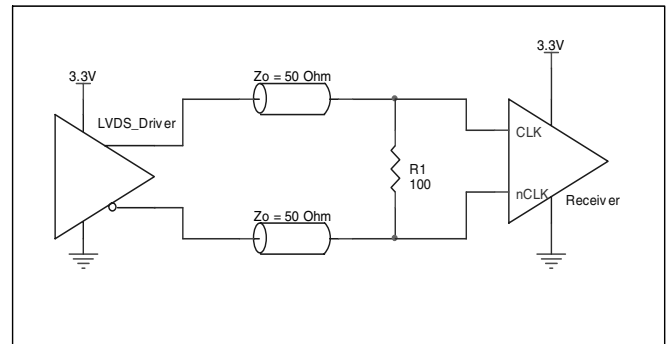 3.3V
Zo = 50 Ohm
3.3V
LVDS_Driver
CLK
R1
100
nCLK
Receiver
Zo = 50 Ohm